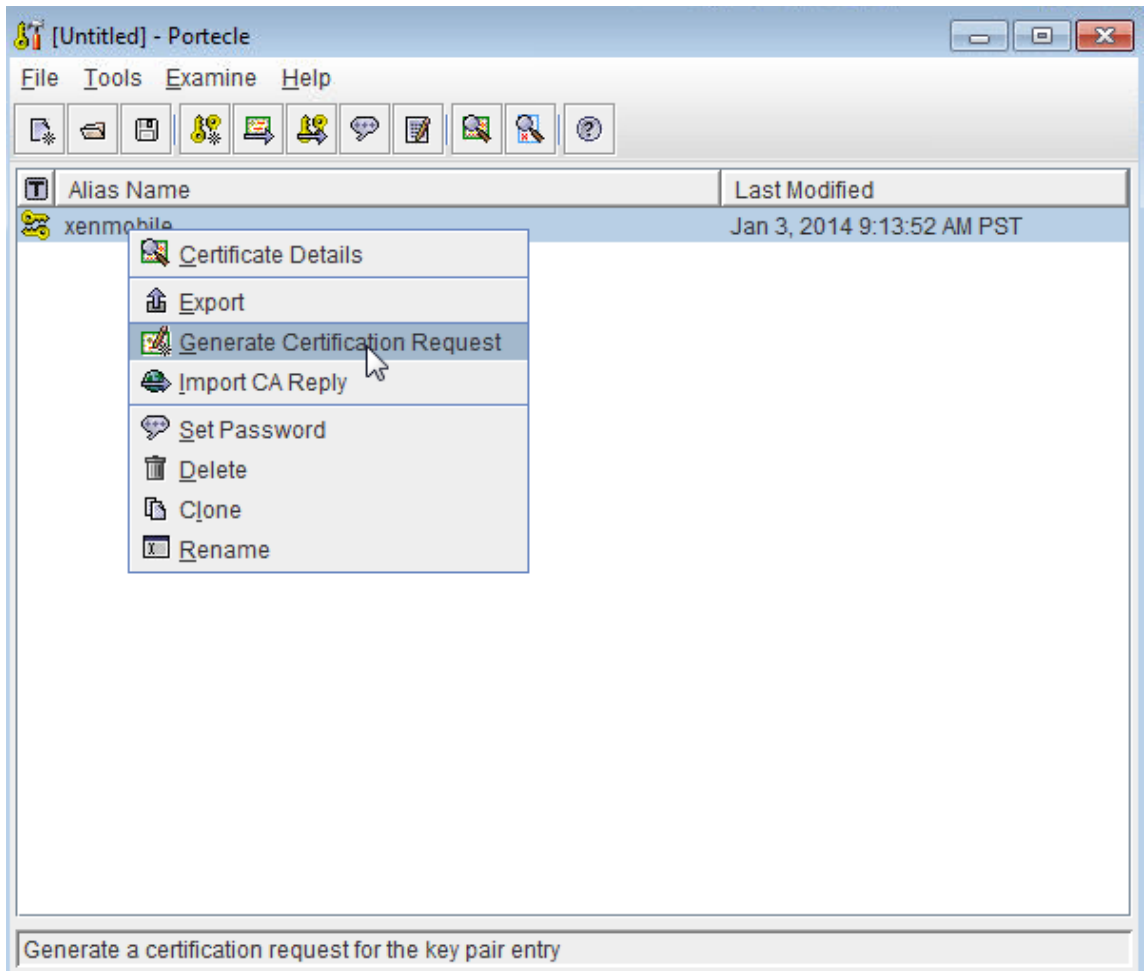 [Untitled] - Portecle
File Tools Examine Help
T Alias Name Last Modified
xenmobile Jan 3, 2014 9:13:52 AM PST
Certificate Details
Export
Generate Certification Request
Import CA Reply
Set Password
Delete
Clone
Rename
Generate a certification request for the key pair entry